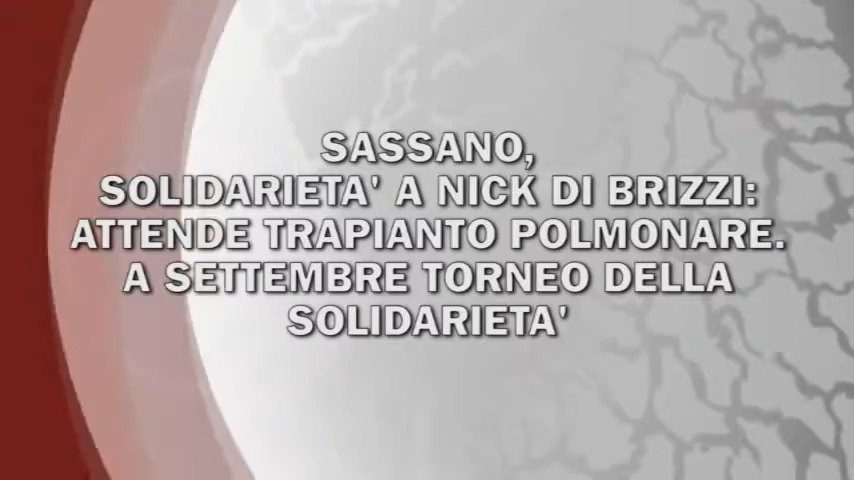 SASSANO,
SOLIDARIETA' A NICK DI BRIZZI:
ATTENDE TRAPIANTO POLMONARE.
A SETTEMBRE TORNEO DELLA
SOLIDARIETA'